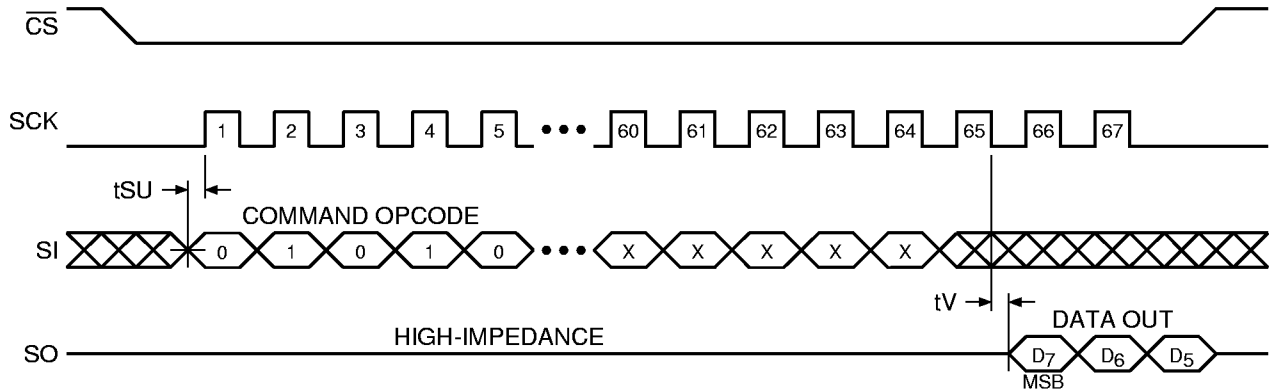 CS
SCK 1 2 3 4 5 ••• 60 61 62 63 64 65 66 67
tSU
COMMAND OPCODE
SI 0 1 0 1 0 ••• X X X X X
tV
HIGH-IMPEDANCE
DATA OUT
SO D7 D6 D5
MSB